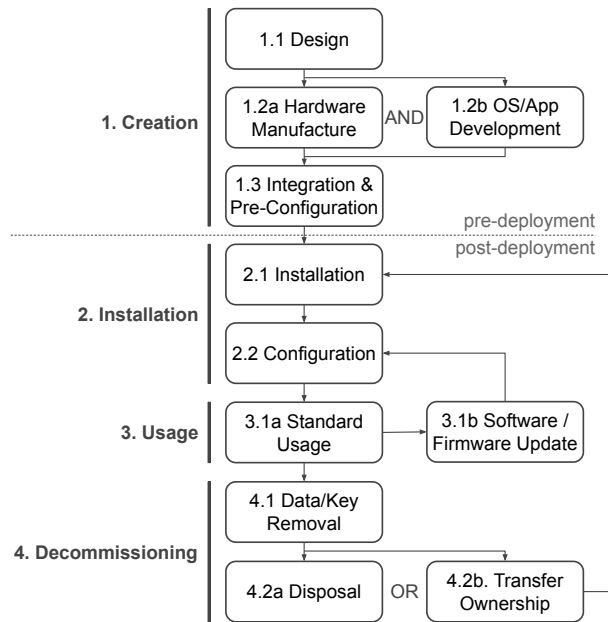 1.1 Design
1. Creation
1.2a Hardware
Manufacture
AND
1.2b OS/App
Development
1.3 Integration &
Pre-Configuration
pre-deployment
post-deployment
2. Installation
2.1 Installation
2.2 Configuration
3. Usage
3.1a Standard
Usage
3.1b Software /
Firmware Update
4. Decommissioning
4.1 Data/Key
Removal
4.2a Disposal
OR
4.2b. Transfer
Ownership